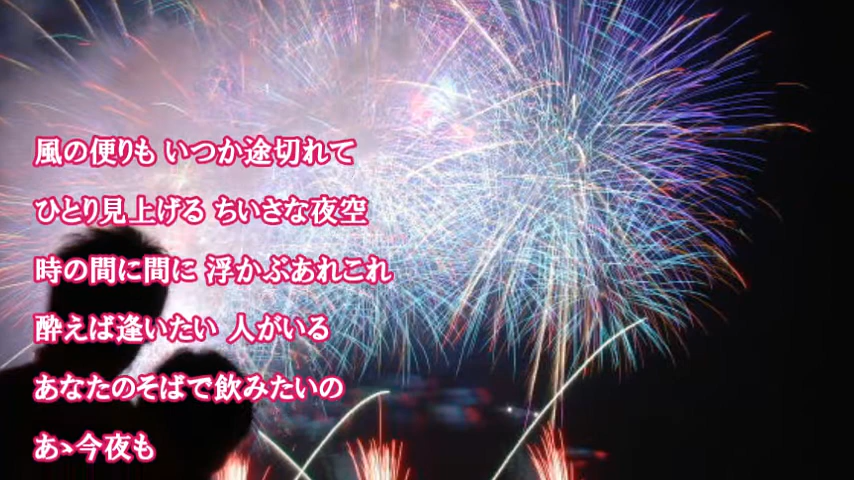 風の便りも いつか途切れて
ひとり見上げる ちいさな夜空
時の間に間に 浮かぶあれこれ
酔えば逢いたい 人がいる
あなたのそばで飲みたいの
あゝ今夜も